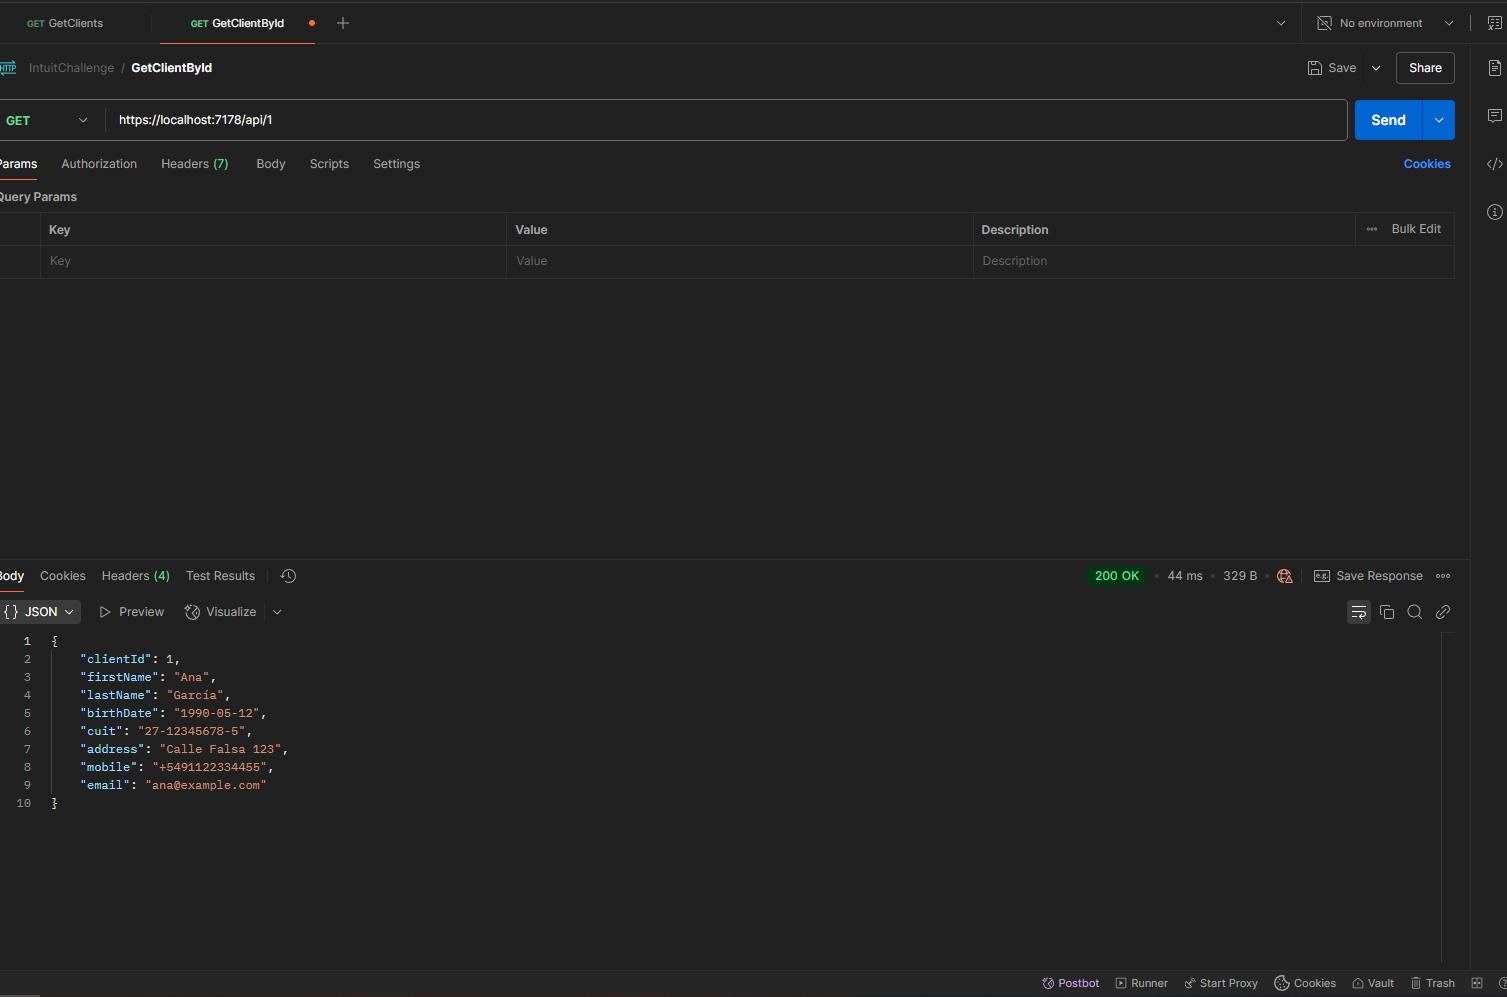 GET GetClients GET GetClientById No environment
HTTP IntuitChallenge / GetClientById Save Share
GET https://localhost:7178/api/1 Send
Params Authorization Headers (7) Body Scripts Settings Cookies
Query Params
Key Value Description Bulk Edit
Key Value Description
Body Cookies Headers (4) Test Results 200 OK 44 ms 329 B e.g. Save Response
{} JSON Preview Visualize
1 {
2 "clientId": 1,
3 "firstName": "Ana",
4 "lastName": "García",
5 "birthDate": "1990-05-12",
6 "cuit": "27-12345678-5",
7 "address": "Calle Falsa 123",
8 "mobile": "+5491122334455",
9 "email": "ana@example.com"
10 }
Postbot Runner Start Proxy Cookies Vault Trash